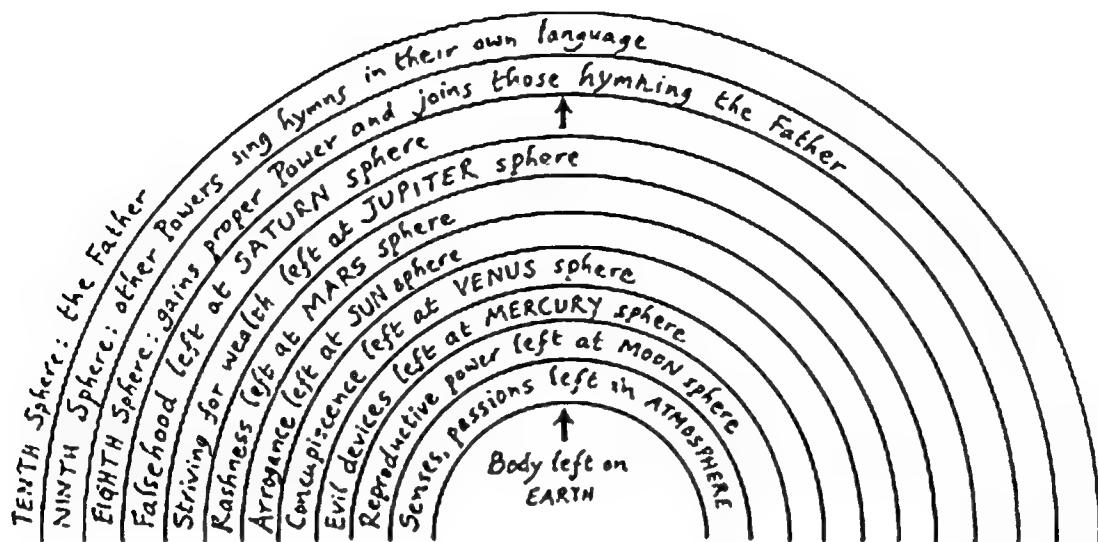 TENTH Sphere: the Father
NINTH Sphere: other Powers sing hymns in their own language
EIGHTH Sphere: gains proper Power and joins those hymning the Father
Falsehood left at SATURN sphere
Striving for wealth left at JUPITER sphere
Rashness left at MARS sphere
Arrogance left at SUN sphere
Concupizcence left at VENUS sphere
Evil devices left at MERCURY sphere
Reproductive power left at MOON sphere
Senses, passions left in ATMOSPHERE
Body left on
EARTH